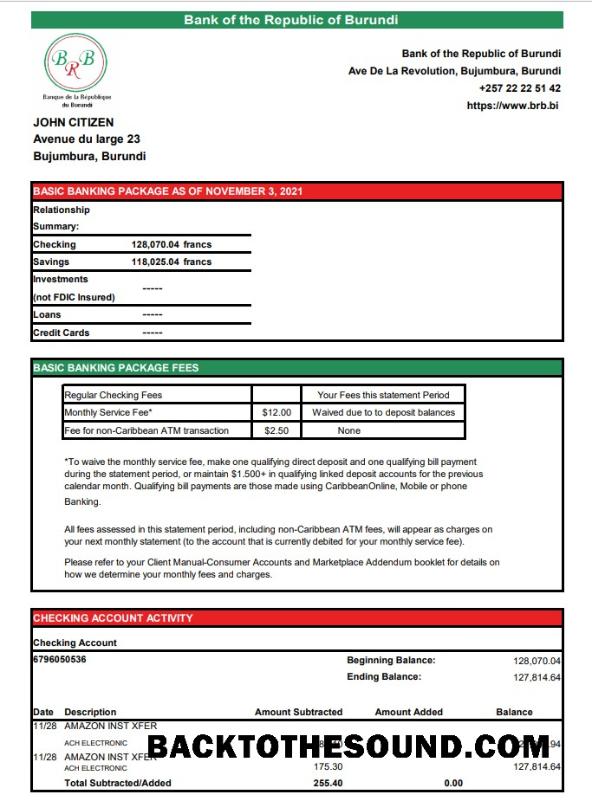 Bank of the Republic of Burundi
BRB
Banque de la République
du Burundi
Bank of the Republic of Burundi
Ave De La Revolution, Bujumbura, Burundi
+257 22 22 51 42
https://www.brb.bi
JOHN CITIZEN
Avenue du large 23
Bujumbura, Burundi
BASIC BANKING PACKAGE AS OF NOVEMBER 3, 2021
Relationship
Summary:
Checking 128,070.04 francs
Savings 118,025.04 francs
Investments
(not FDIC Insured) -----
Loans -----
Credit Cards -----
BASIC BANKING PACKAGE FEES
Regular Checking Fees Your Fees this statement Period
Monthly Service Fee* $12.00 Waived due to to deposit balances
Fee for non-Caribbean ATM transaction $2.50 None
*To waive the monthly service fee, make one qualifying direct deposit and one qualifying bill payment
during the statement period, or maintain $1.500+ in qualifying linked deposit accounts for the previous
calendar month. Qualifying bill payments are those made using CaribbeanOnline, Mobile or phone
Banking.
All fees assessed in this statement period, including non-Caribbean ATM fees, will appear as charges on
your next monthly statement (to the account that is currently debited for your monthly service fee).
Please refer to your Client Manual-Consumer Accounts and Marketplace Addendum booklet for details on
how we determine your monthly fees and charges.
CHECKING ACCOUNT ACTIVITY
Checking Account
6796050536
Beginning Balance: 128,070.04
Ending Balance: 127,814.64
Date Description Amount Subtracted Amount Added Balance
11/28 AMAZON INST XFER
ACH ELECTRONIC
BACKTOTHESOUND.COM
11/28 AMAZON INST XFER
ACH ELECTRONIC 175.30 127,814.64
Total Subtracted/Added 255.40 0.00